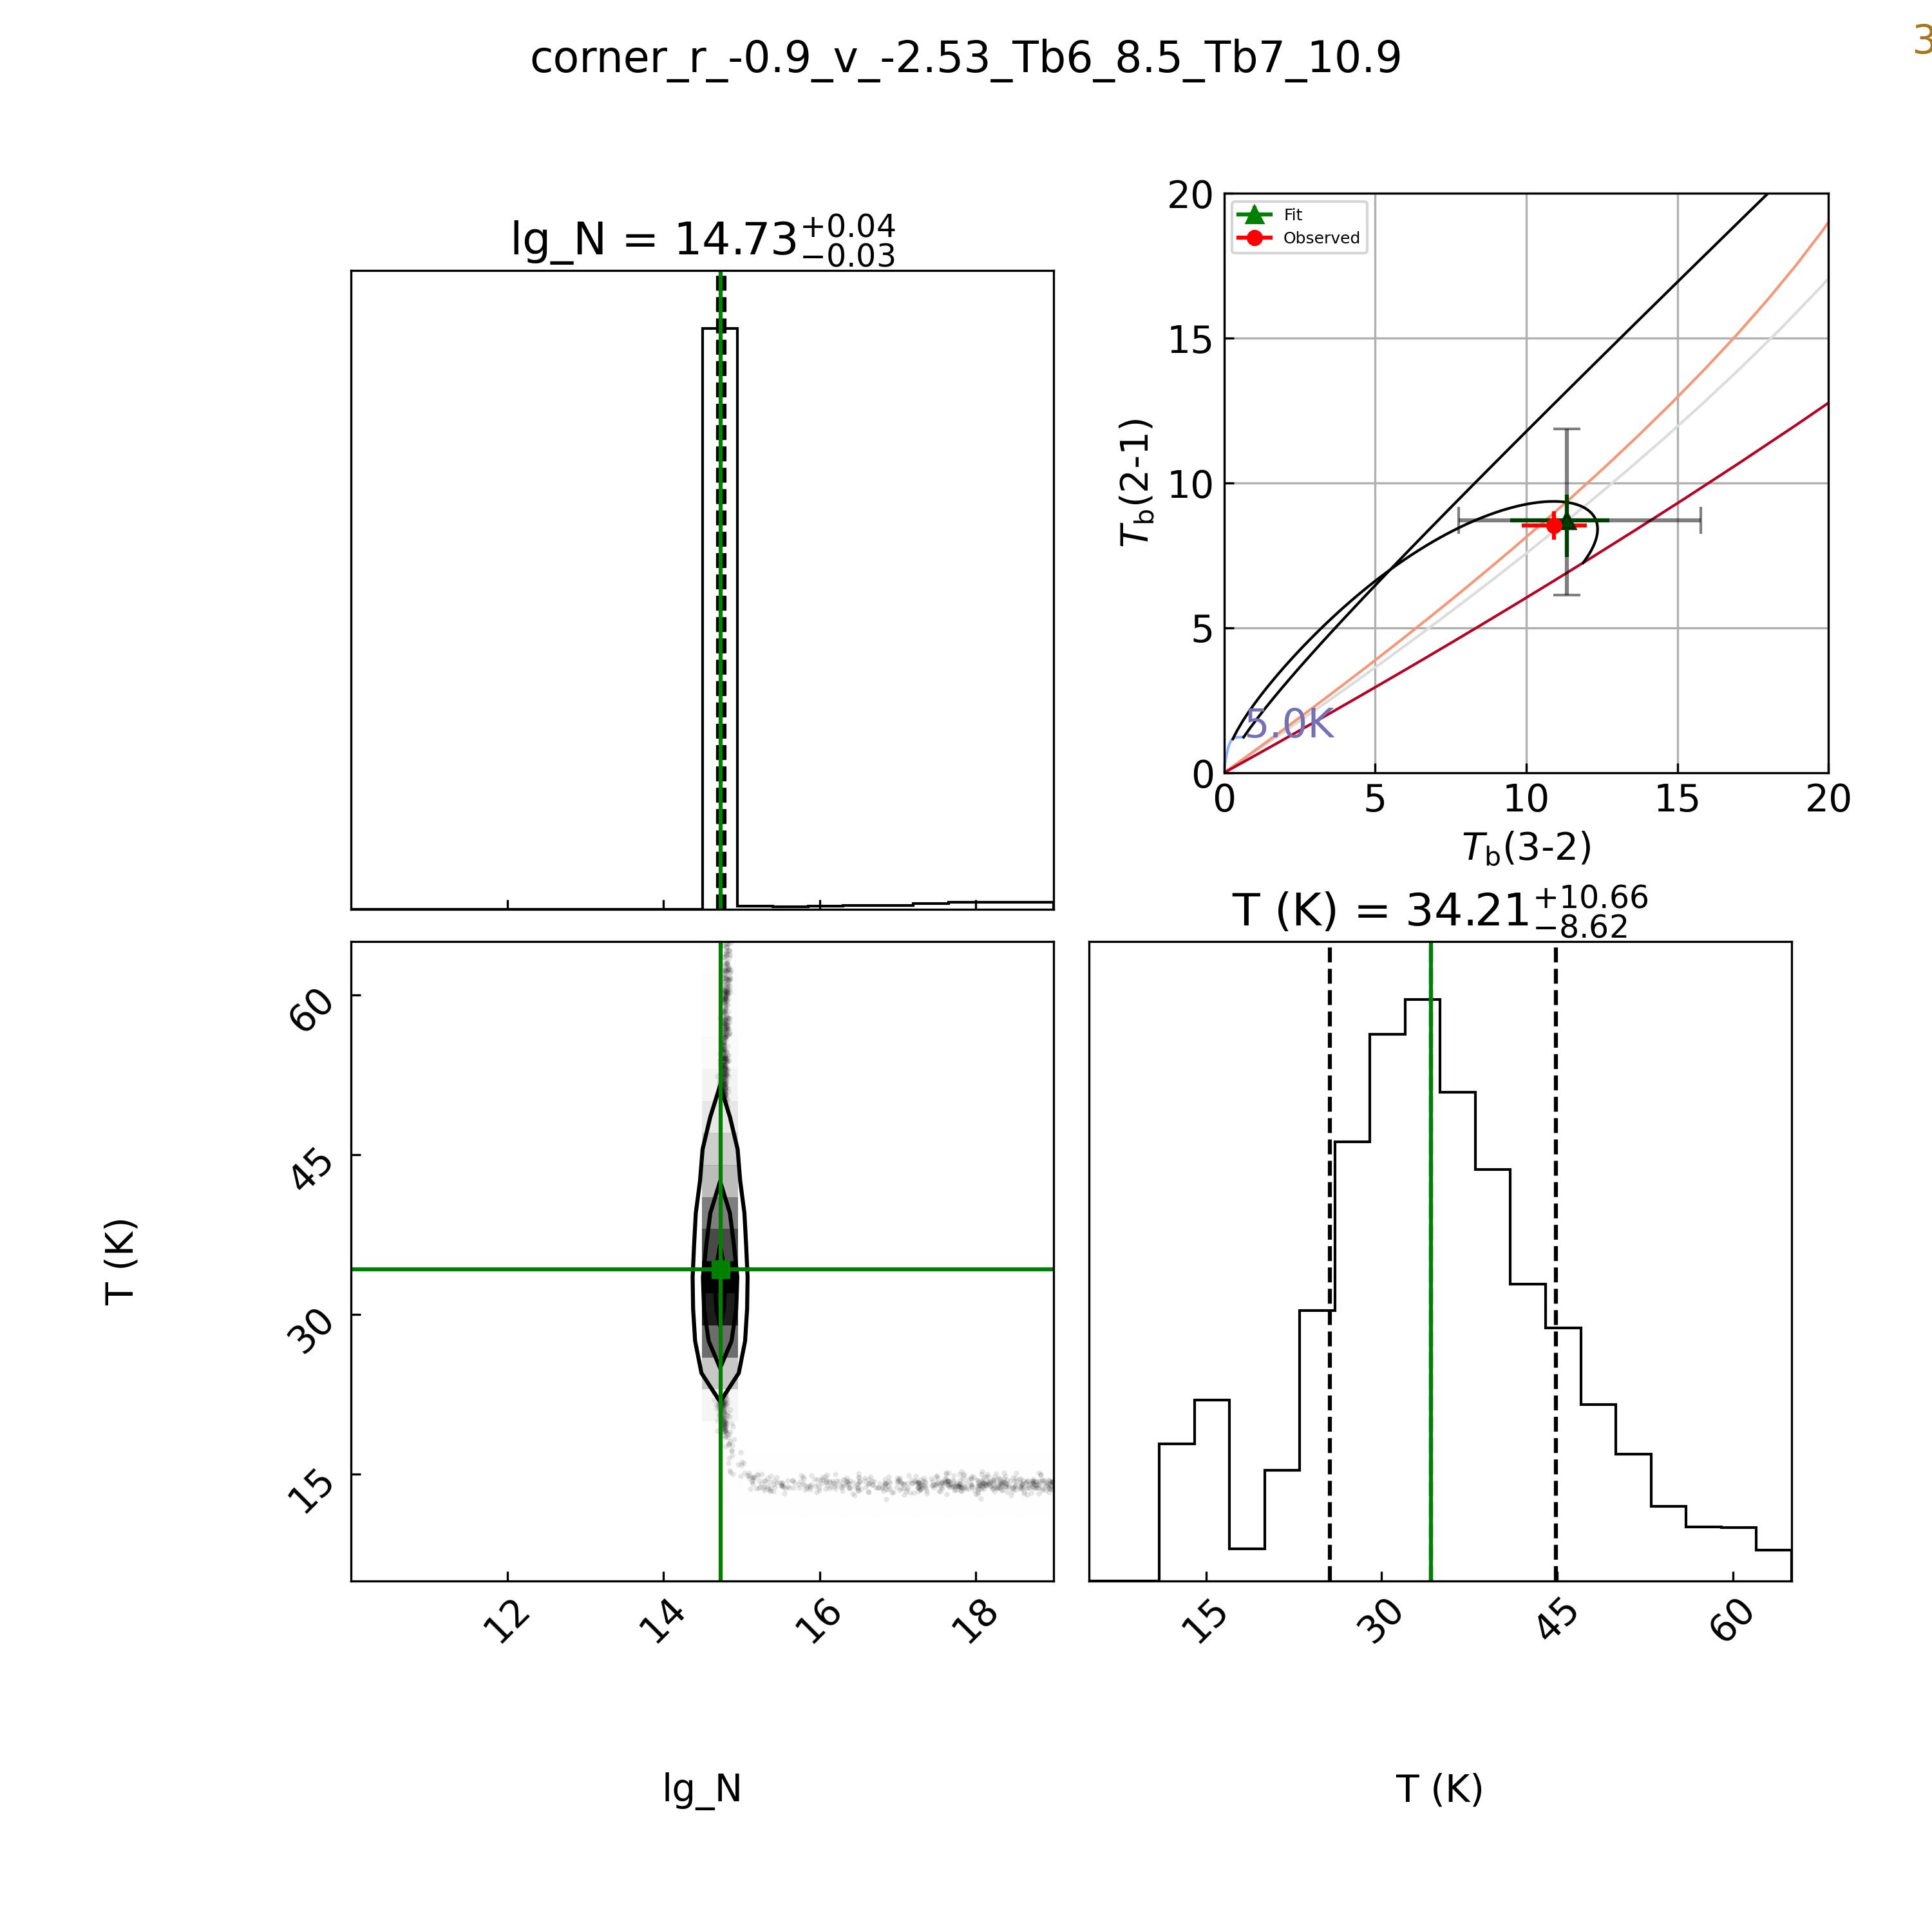 3
corner_r_-0.9_v_-2.53_Tb6_8.5_Tb7_10.9
lg_N = 14.73 +0.04 −0.03
20
15
10
5
0
Fit
Observed
5.0K
T_b(2-1)
0 5 10 15 20
T_b(3-2)
T (K) = 34.21 +10.66 −8.62
60
45
30
15
T (K)
12 14 16 18
lg_N
15 30 45 60
T (K)